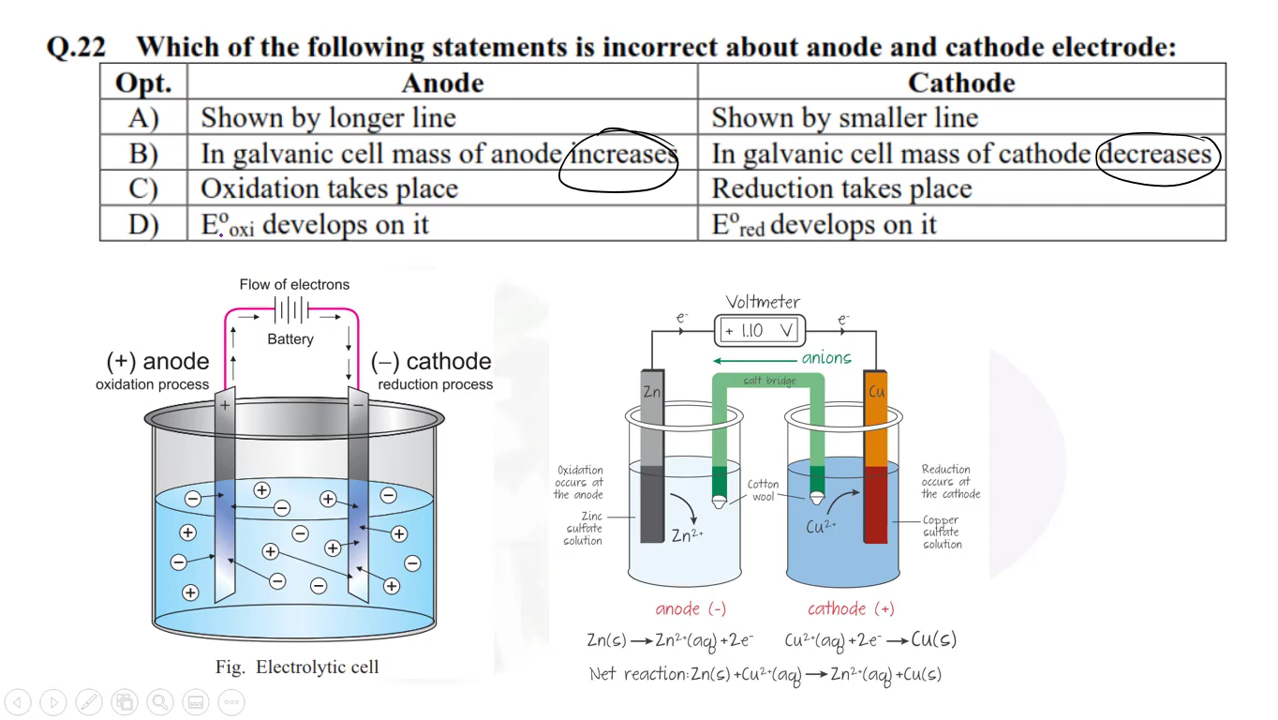 Q.22 Which of the following statements is incorrect about anode and cathode electrode:
Opt. Anode Cathode
A) Shown by longer line Shown by smaller line
B) In galvanic cell mass of anode increases In galvanic cell mass of cathode decreases
C) Oxidation takes place Reduction takes place
D) E°oxi develops on it E°red develops on it
Flow of electrons
Battery
(+) anode
oxidation process
(−) cathode
reduction process
+ −
Fig. Electrolytic cell
Voltmeter
+ 1.10 V
e⁻ e⁻
anions
salt bridge
Zn Cu
Oxidation
occurs at
the anode
Zinc
sulfate
solution
Cotton
wool
Zn²⁺
Cu²⁺
Reduction
occurs at
the cathode
Copper
sulfate
solution
anode (-) cathode (+)
Zn(s) → Zn²⁺(aq) +2e⁻ Cu²⁺(aq) +2e⁻ → Cu(s)
Net reaction: Zn(s) +Cu²⁺(aq) → Zn²⁺(aq) +Cu(s)